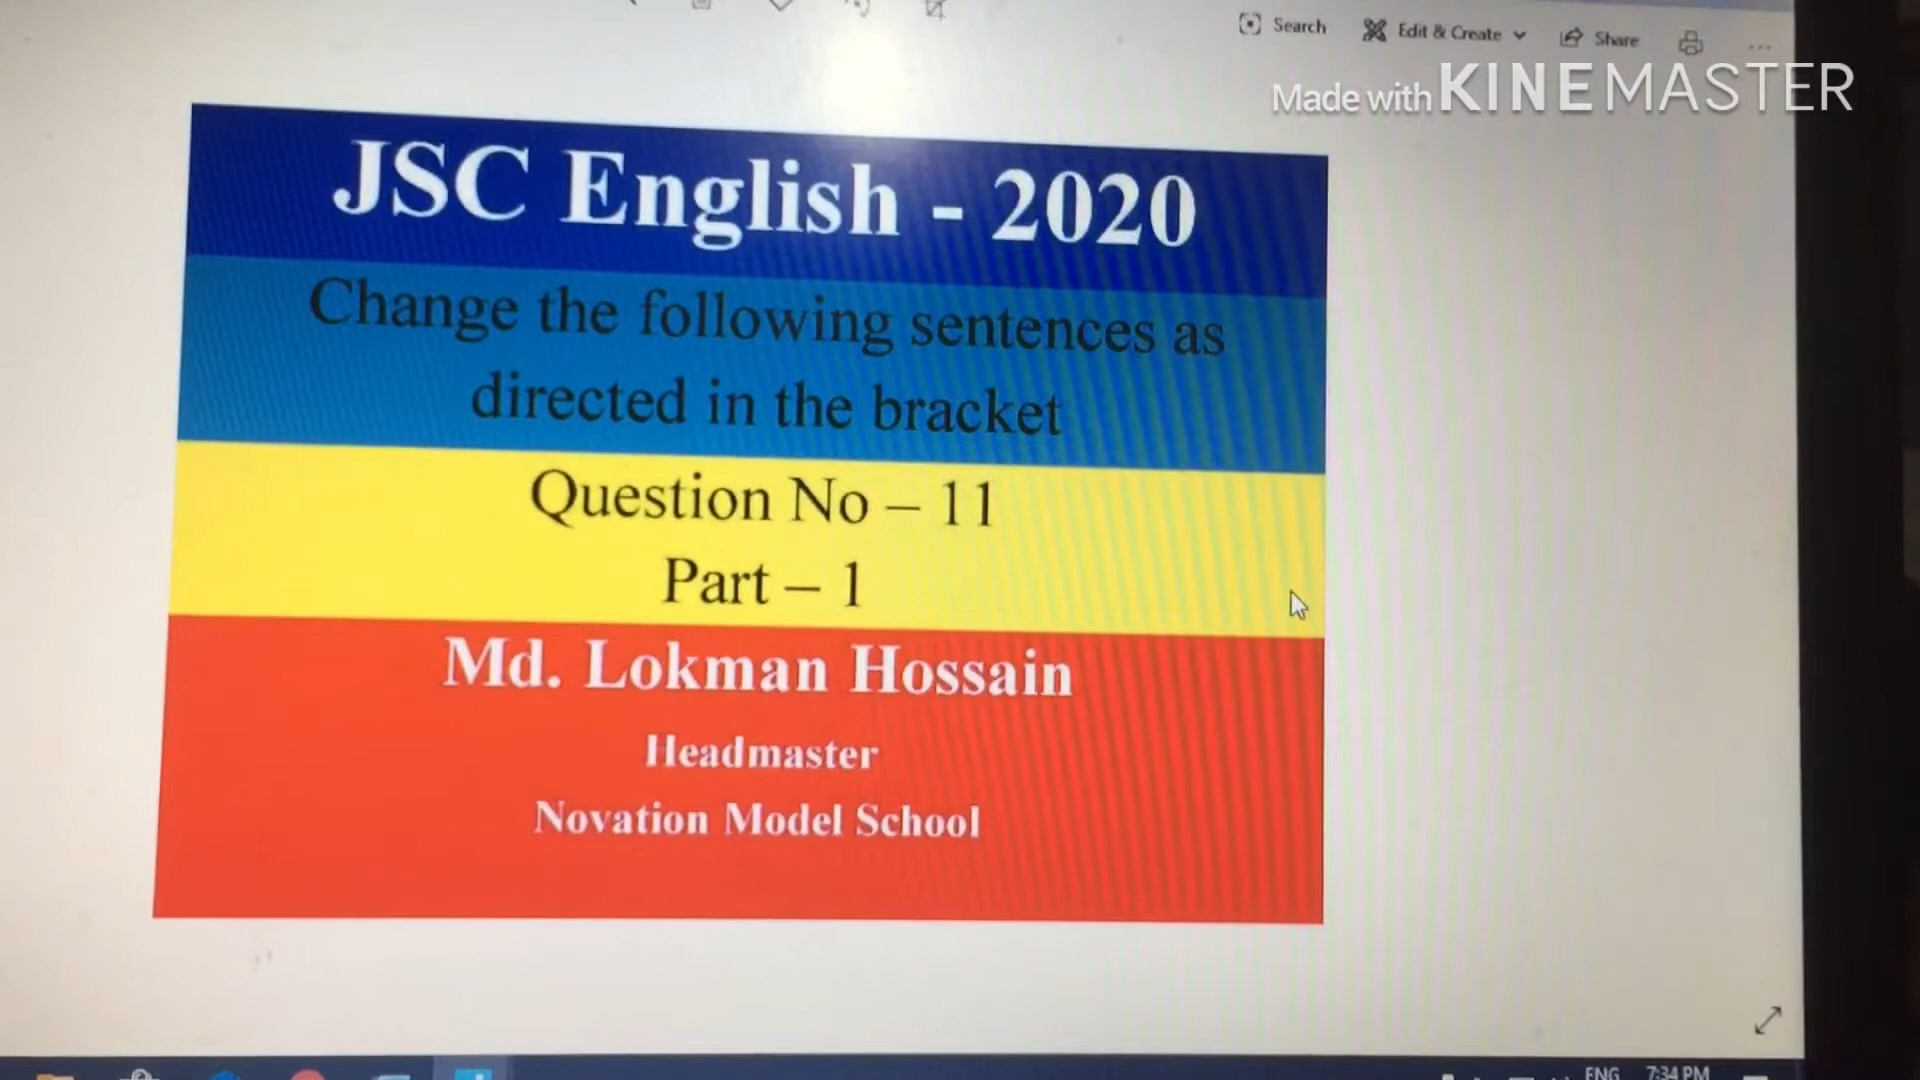 Search Edit & Create Share
Made with KINEMASTER
JSC English - 2020
Change the following sentences as
directed in the bracket
Question No – 11
Part – 1
Md. Lokman Hossain
Headmaster
Novation Model School
ENG 7:34 PM